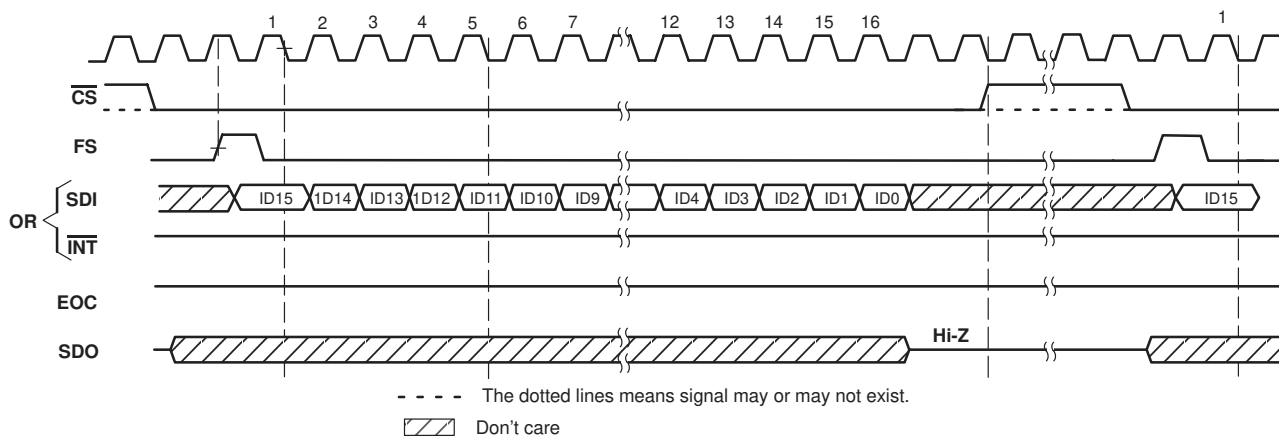 1 2 3 4 5 6 7 12 13 14 15 16 1
CS
FS
SDI ID15 1D14 ID13 1D12 ID11 ID10 ID9 ID4 ID3 ID2 ID1 ID0 ID15
OR
INT
EOC
SDO Hi-Z
The dotted lines means signal may or may not exist.
Don't care